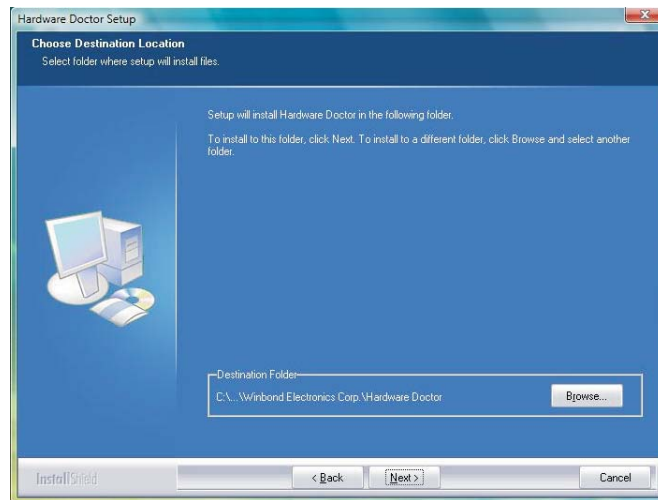 Hardware Doctor Setup
Choose Destination Location
Select folder where setup will install files.
Setup will install Hardware Doctor in the following folder.
To install to this folder, click Next. To install to a different folder, click Browse and select another
folder.
Destination Folder
C:\...\Winbond Electronics Corp.\Hardware Doctor
Browse...
InstallShield
< Back
Next >
Cancel